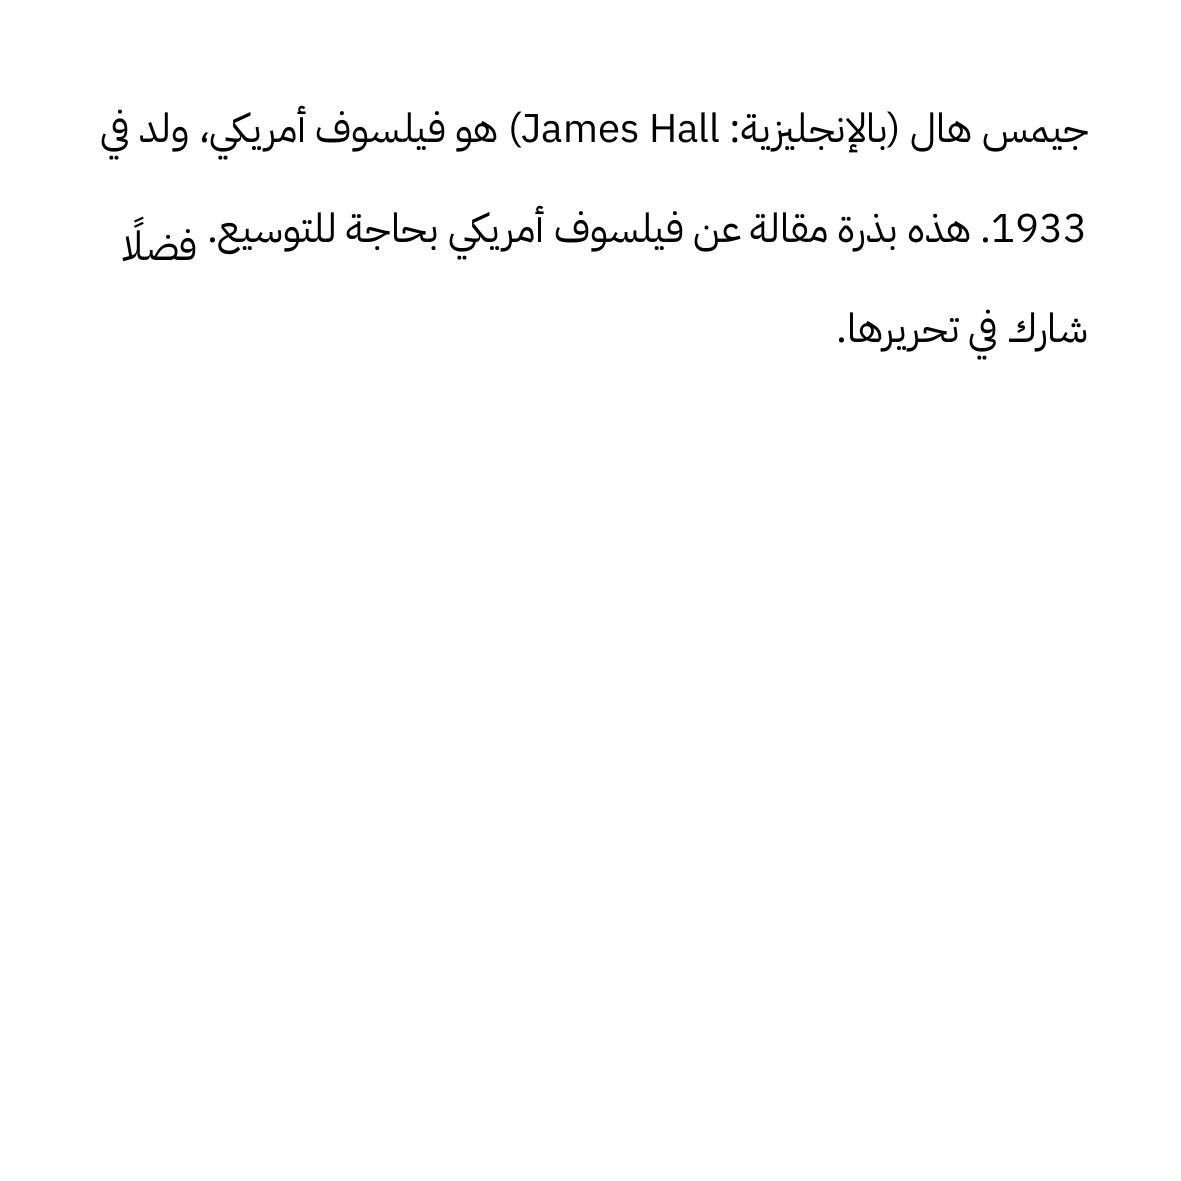 جيمس هال (بالإنجليزية: James Hall) هو فيلسوف أمريكي، ولد في
1933. هذه بذرة مقالة عن فيلسوف أمريكي بحاجة للتوسيع. فضلًا
شارك في تحريرها.